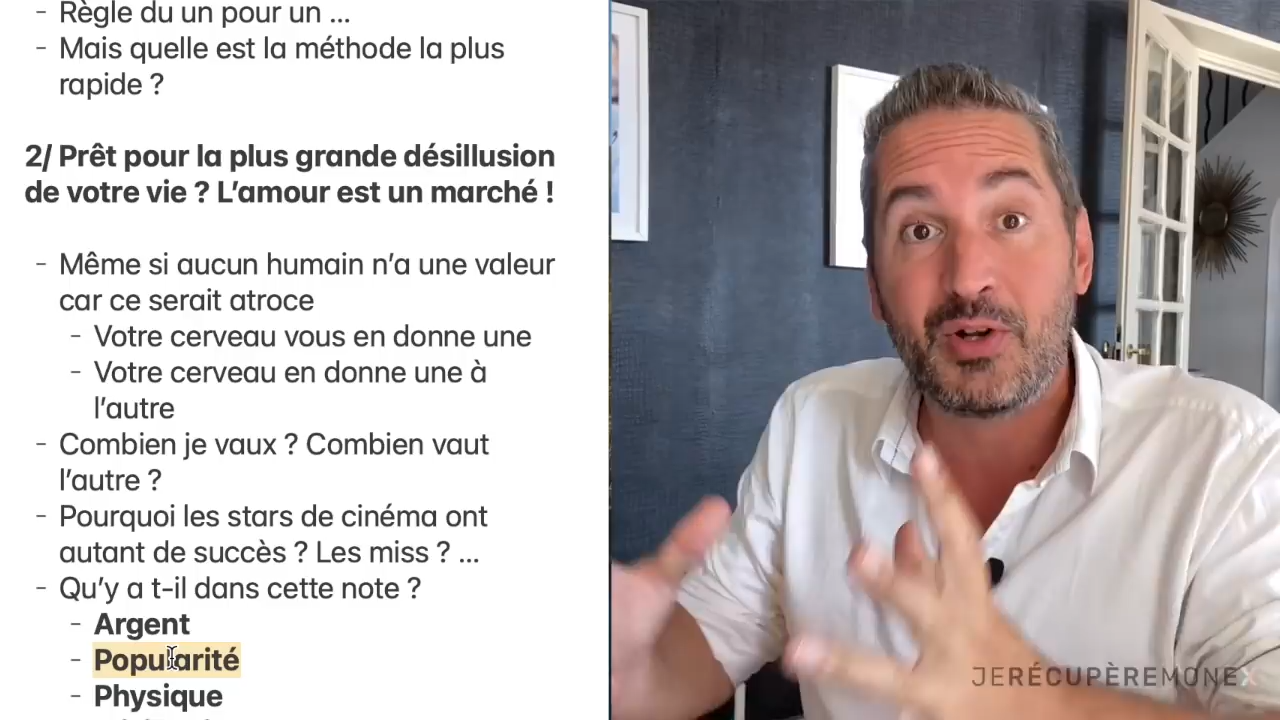 - Règle du un pour un ...
- Mais quelle est la méthode la plus
rapide ?
2/ Prêt pour la plus grande désillusion
de votre vie ? L'amour est un marché !
- Même si aucun humain n'a une valeur
car ce serait atroce
- Votre cerveau vous en donne une
- Votre cerveau en donne une à
l'autre
- Combien je vaux ? Combien vaut
l'autre ?
- Pourquoi les stars de cinéma ont
autant de succès ? Les miss ? ...
- Qu'y a t-il dans cette note ?
- Argent
- Popularité
- Physique
JERÉCUPÈREMONEX